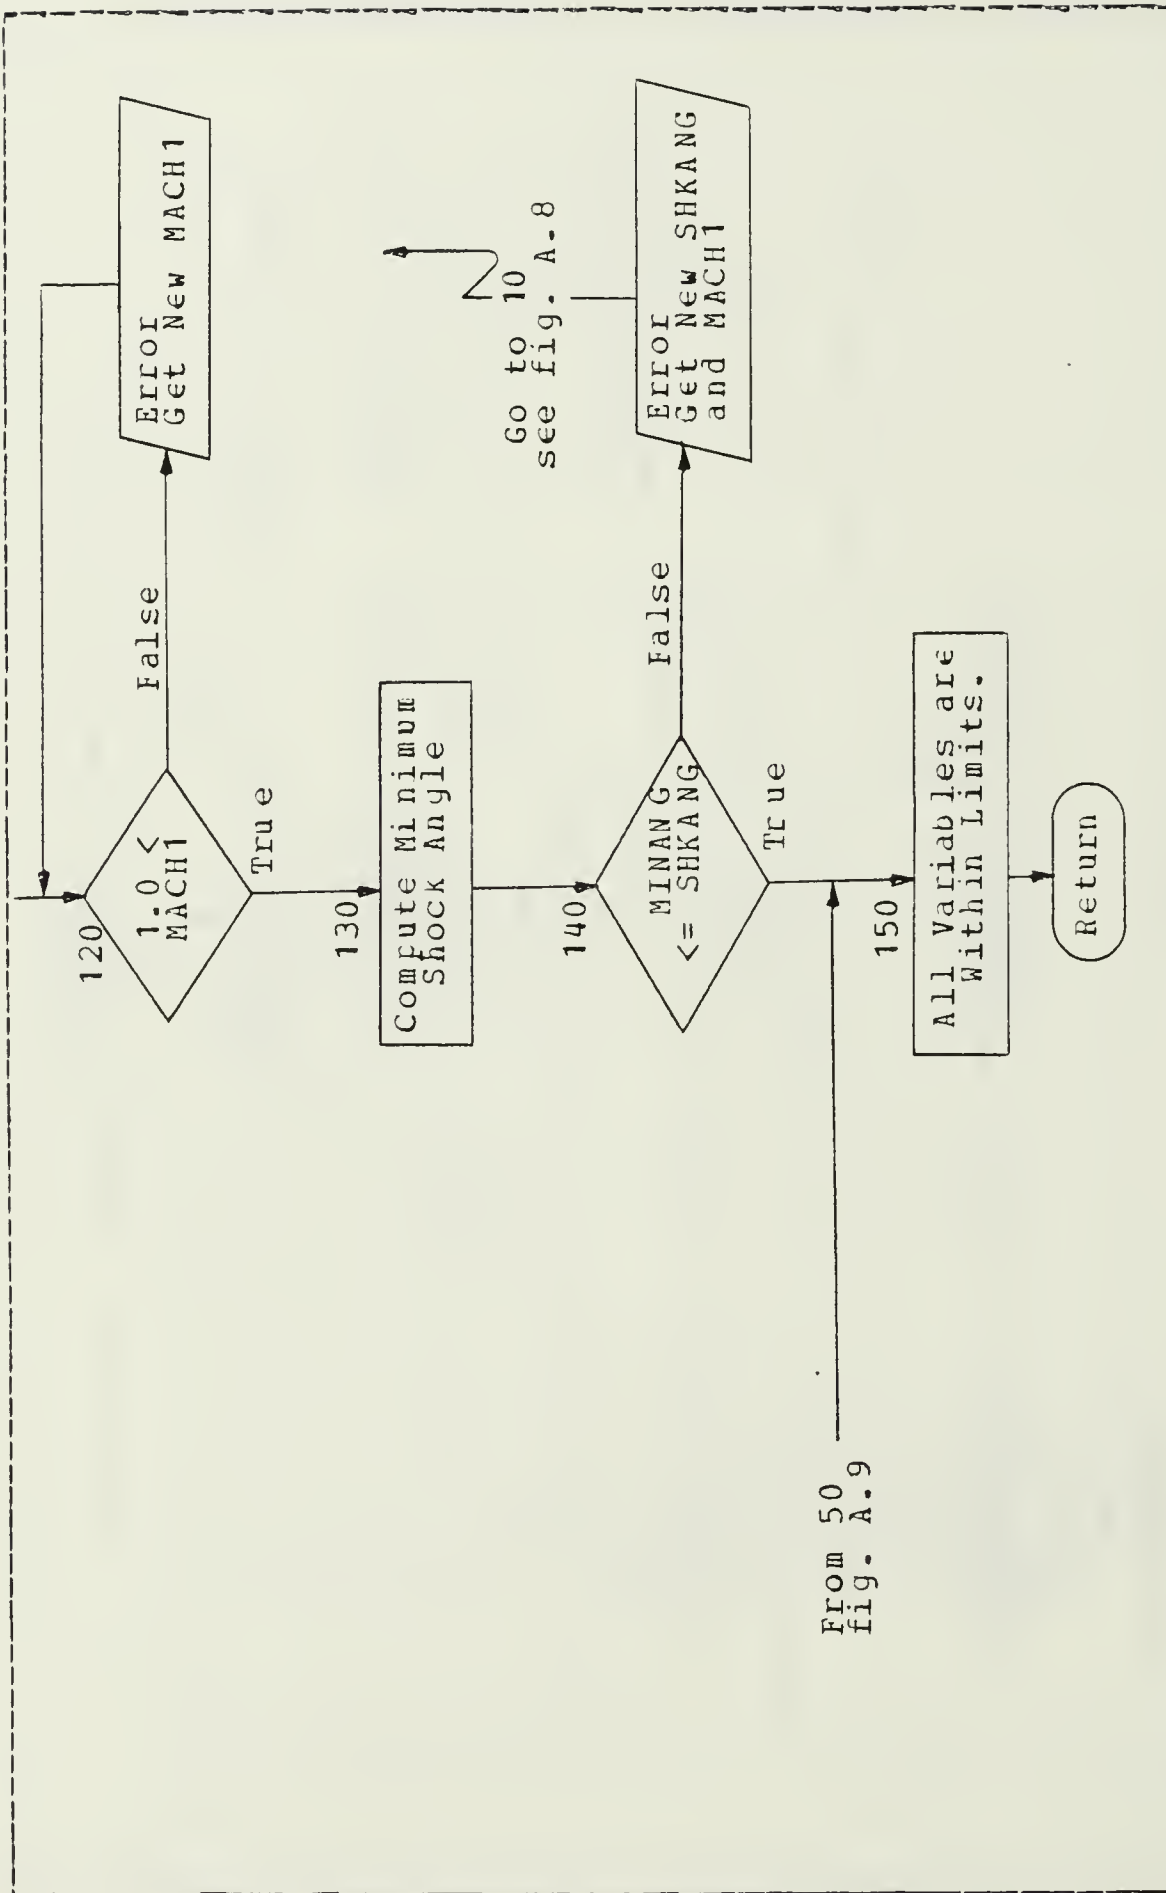 120
1.0 <
MACH1
False
Error
Get New MACH1
True
130
Compute Minimum
Shock Angle
Go to 10
see fig. A.8
140
MINANG
<= SHKANG
False
Error
Get New SHKANG
and MACH1
True
From 50
fig. A.9
150
All Variables are
Within Limits.
Return